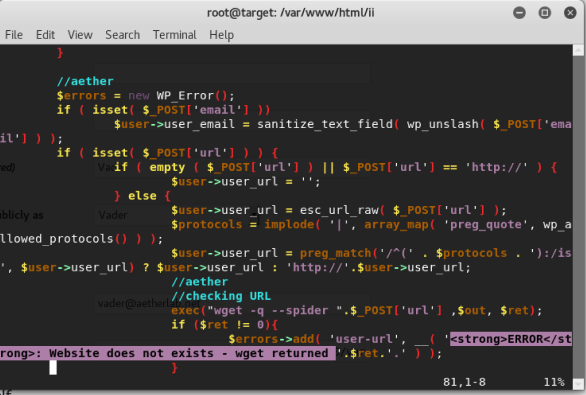 root@target: /var/www/html/ii
File Edit View Search Terminal Help
}
//aether
$errors = new WP_Error();
if ( isset( $_POST['email'] ))
$user->user_email = sanitize_text_field( wp_unslash( $_POST['ema
il'] ) );
if ( isset( $_POST['url'] ) ) {
if ( empty ( $_POST['url'] ) || $_POST['url'] == 'http://' ) {
$user->user_url = '';
} else {
$user->user_url = esc_url_raw( $_POST['url'] );
$protocols = implode( '|', array_map( 'preg_quote', wp_a
llowed_protocols() ) );
$user->user_url = preg_match('/^(' . $protocols . '):/is
', $user->user_url) ? $user->user_url : 'http://'.$user->user_url;
//aether
//checking URL
exec("wget -q --spider ".$_POST['url'] ,$out, $ret);
if ($ret != 0){
$errors->add( 'user-url', __( '<strong>ERROR</st
rong>: Website does not exists - wget returned '.$ret.'.' ) );
}
81,1-8 11%
Vader
vader@aetherlab.net